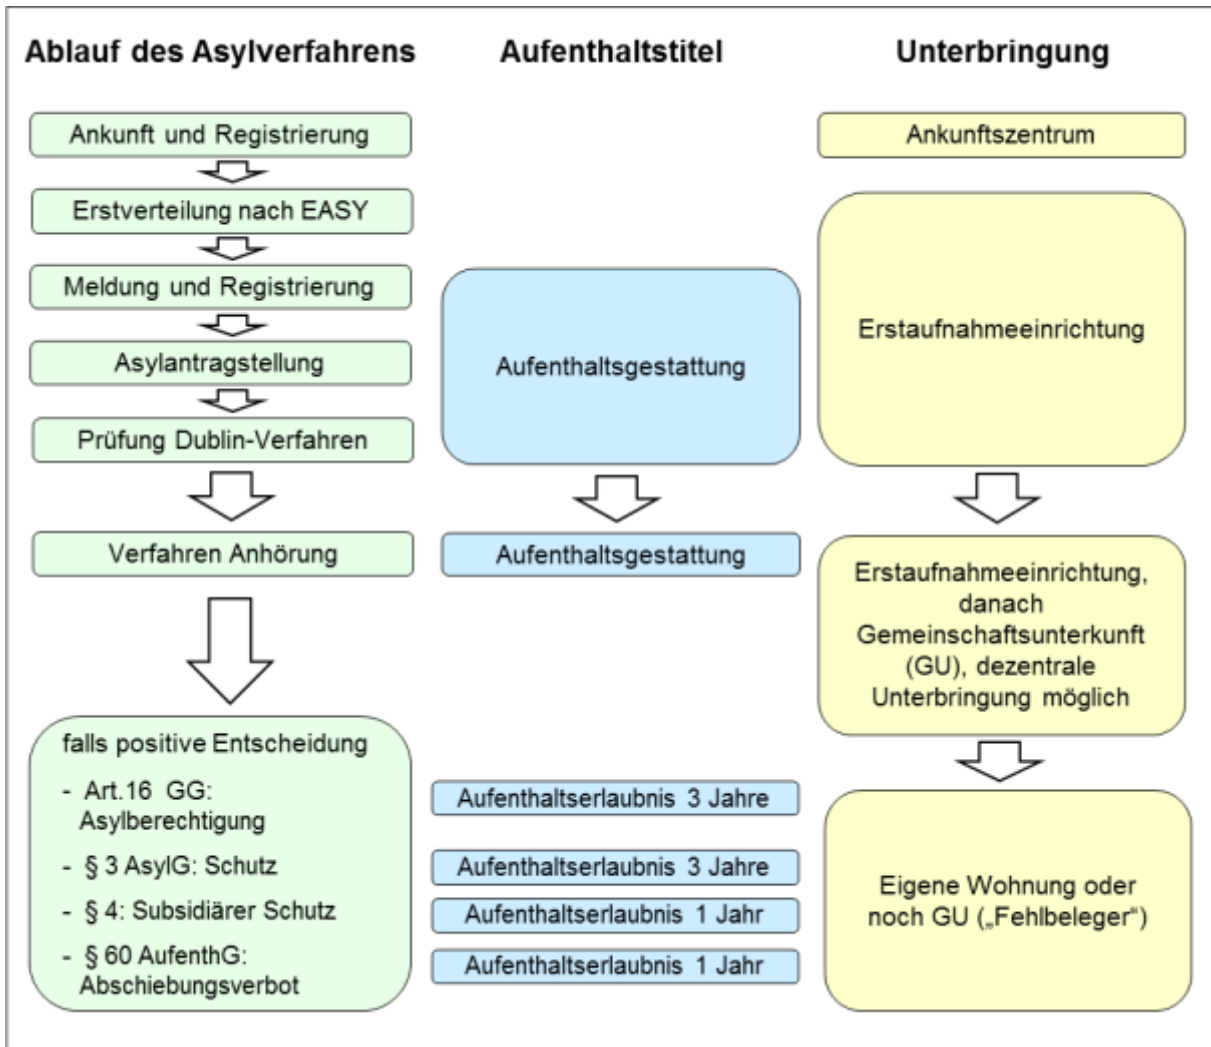 Ablauf des Asylverfahrens
Aufenthaltstitel
Unterbringung
Ankunft und Registrierung
Ankunftszentrum
Erstverteilung nach EASY
Meldung und Registrierung
Asylantragstellung
Prüfung Dublin-Verfahren
Aufenthaltsgestattung
Erstaufnahmeeinrichtung
Verfahren Anhörung
Aufenthaltsgestattung
Erstaufnahmeeinrichtung,
danach
Gemeinschaftsunterkunft
(GU), dezentrale
Unterbringung möglich
falls positive Entscheidung
- Art.16 GG:
Asylberechtigung
- § 3 AsylG: Schutz
- § 4: Subsidiärer Schutz
- § 60 AufenthG:
Abschiebungsverbot
Aufenthaltserlaubnis 3 Jahre
Aufenthaltserlaubnis 3 Jahre
Aufenthaltserlaubnis 1 Jahr
Aufenthaltserlaubnis 1 Jahr
Eigene Wohnung oder
noch GU („Fehlbeleger“)